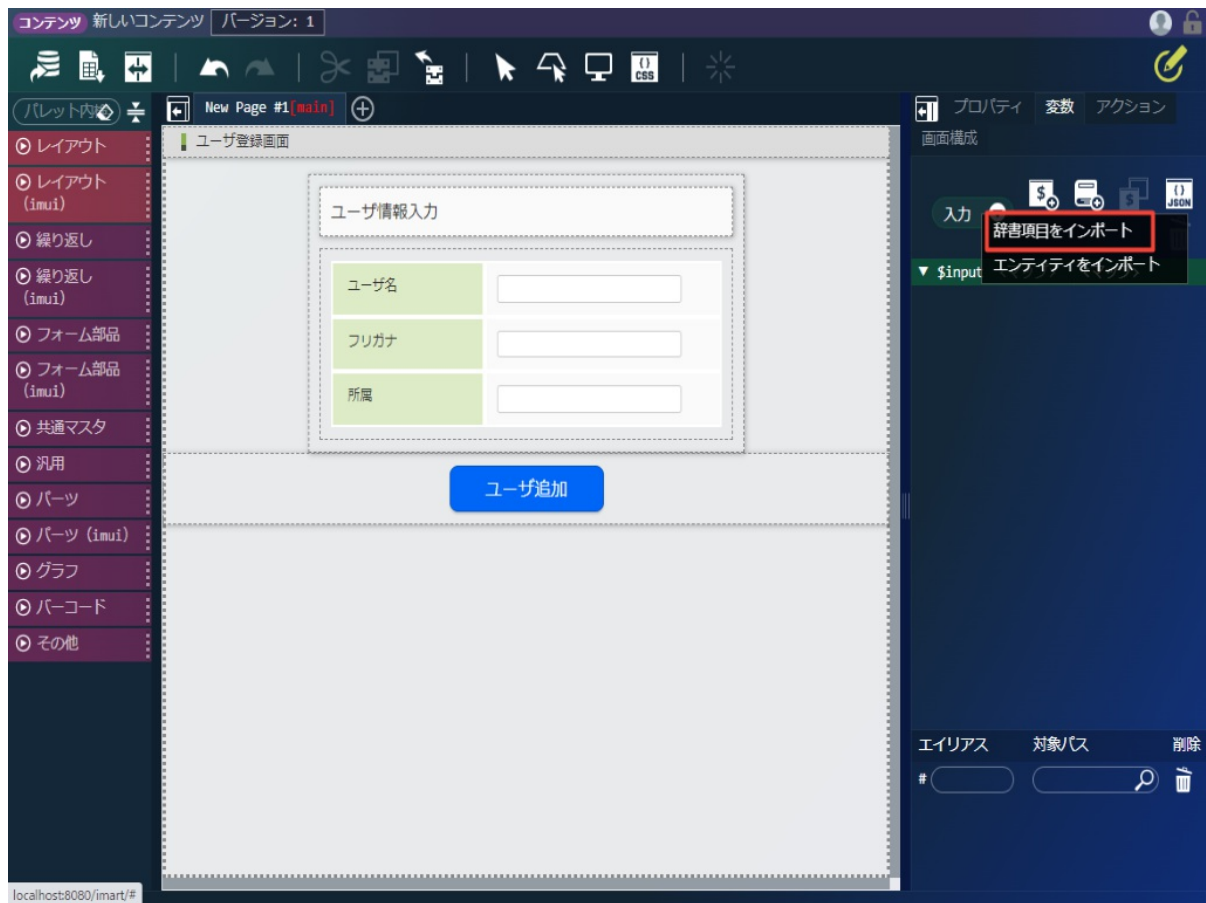 コンテンツ 新しいコンテンツ バージョン: 1
{} CSS
パレット内検
New Page #1[main]
プロパティ 変数 アクション
画面構成
レイアウト
レイアウト
(imui)
繰り返し
繰り返し
(imui)
フォーム部品
フォーム部品
(imui)
共通マスタ
汎用
パーツ
パーツ (imui)
グラフ
バーコード
その他
ユーザ登録画面
ユーザ情報入力
ユーザ名
フリガナ
所属
ユーザ追加
入力
$ $ {} JSON
辞書項目をインポート
エンティティをインポート
▼ $input
エイリアス 対象パス 削除
#
localhost:8080/imart/#